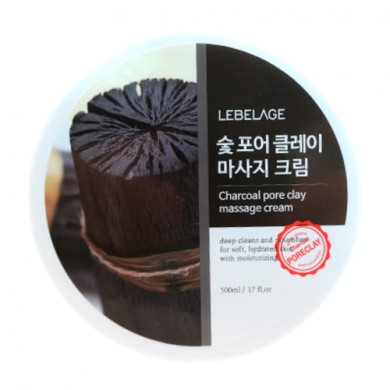 LEBELAGE
숯 포어 클레이
마사지 크림
Charcoal pore clay
massage cream
deep cleans and
for soft, hydrated
with moisturizing
PORECLAY
500ml / 17 fl.oz